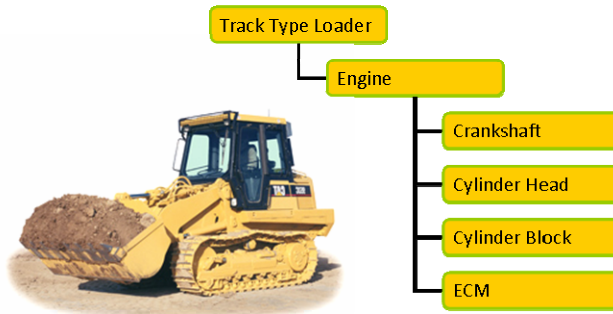 Track Type Loader
Engine
Crankshaft
Cylinder Head
Cylinder Block
ECM